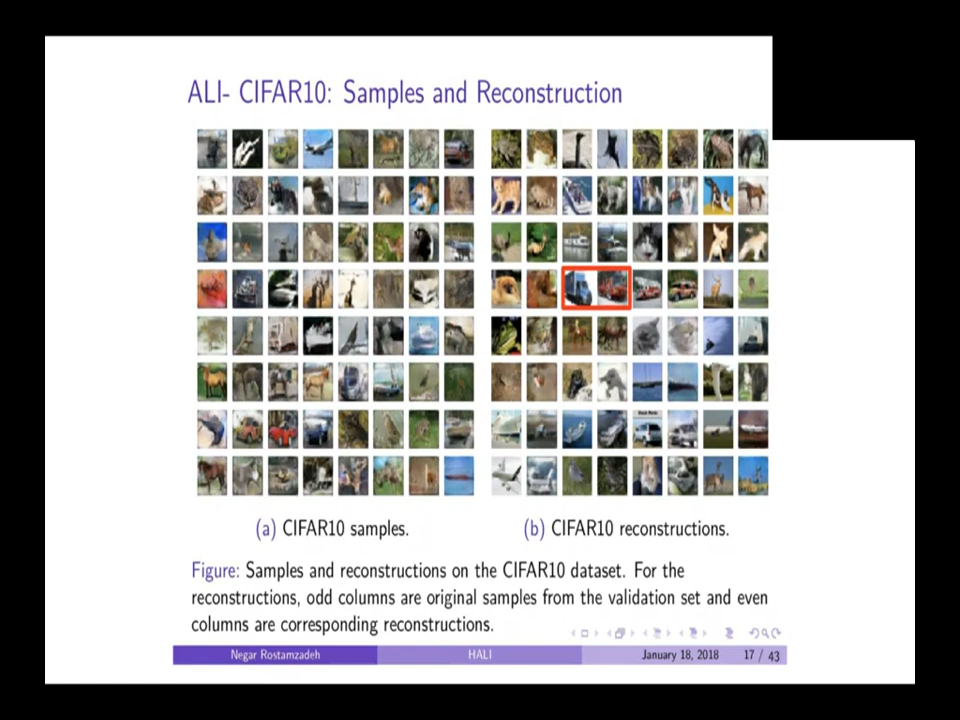 ALI- CIFAR10: Samples and Reconstruction
(a) CIFAR10 samples.
(b) CIFAR10 reconstructions.
Figure: Samples and reconstructions on the CIFAR10 dataset. For the
reconstructions, odd columns are original samples from the validation set and even
columns are corresponding reconstructions.
Negar Rostamzadeh
HALI
January 18, 2018
17 / 43